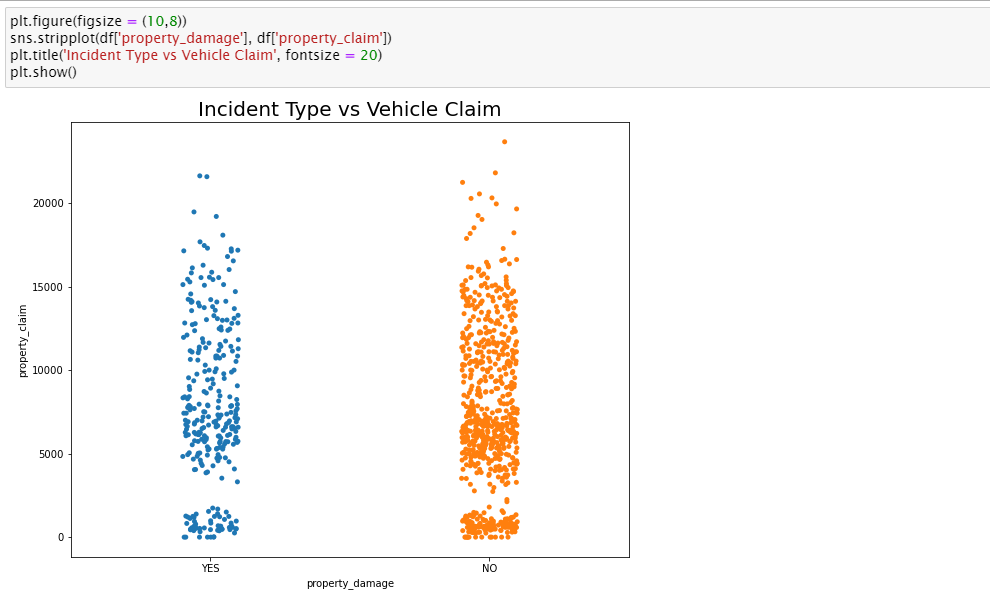 plt.figure(figsize = (10,8))
sns.stripplot(df['property_damage'], df['property_claim'])
plt.title('Incident Type vs Vehicle Claim', fontsize = 20)
plt.show()
Incident Type vs Vehicle Claim
20000
15000
10000
5000
0
property_claim
YES
NO
property_damage